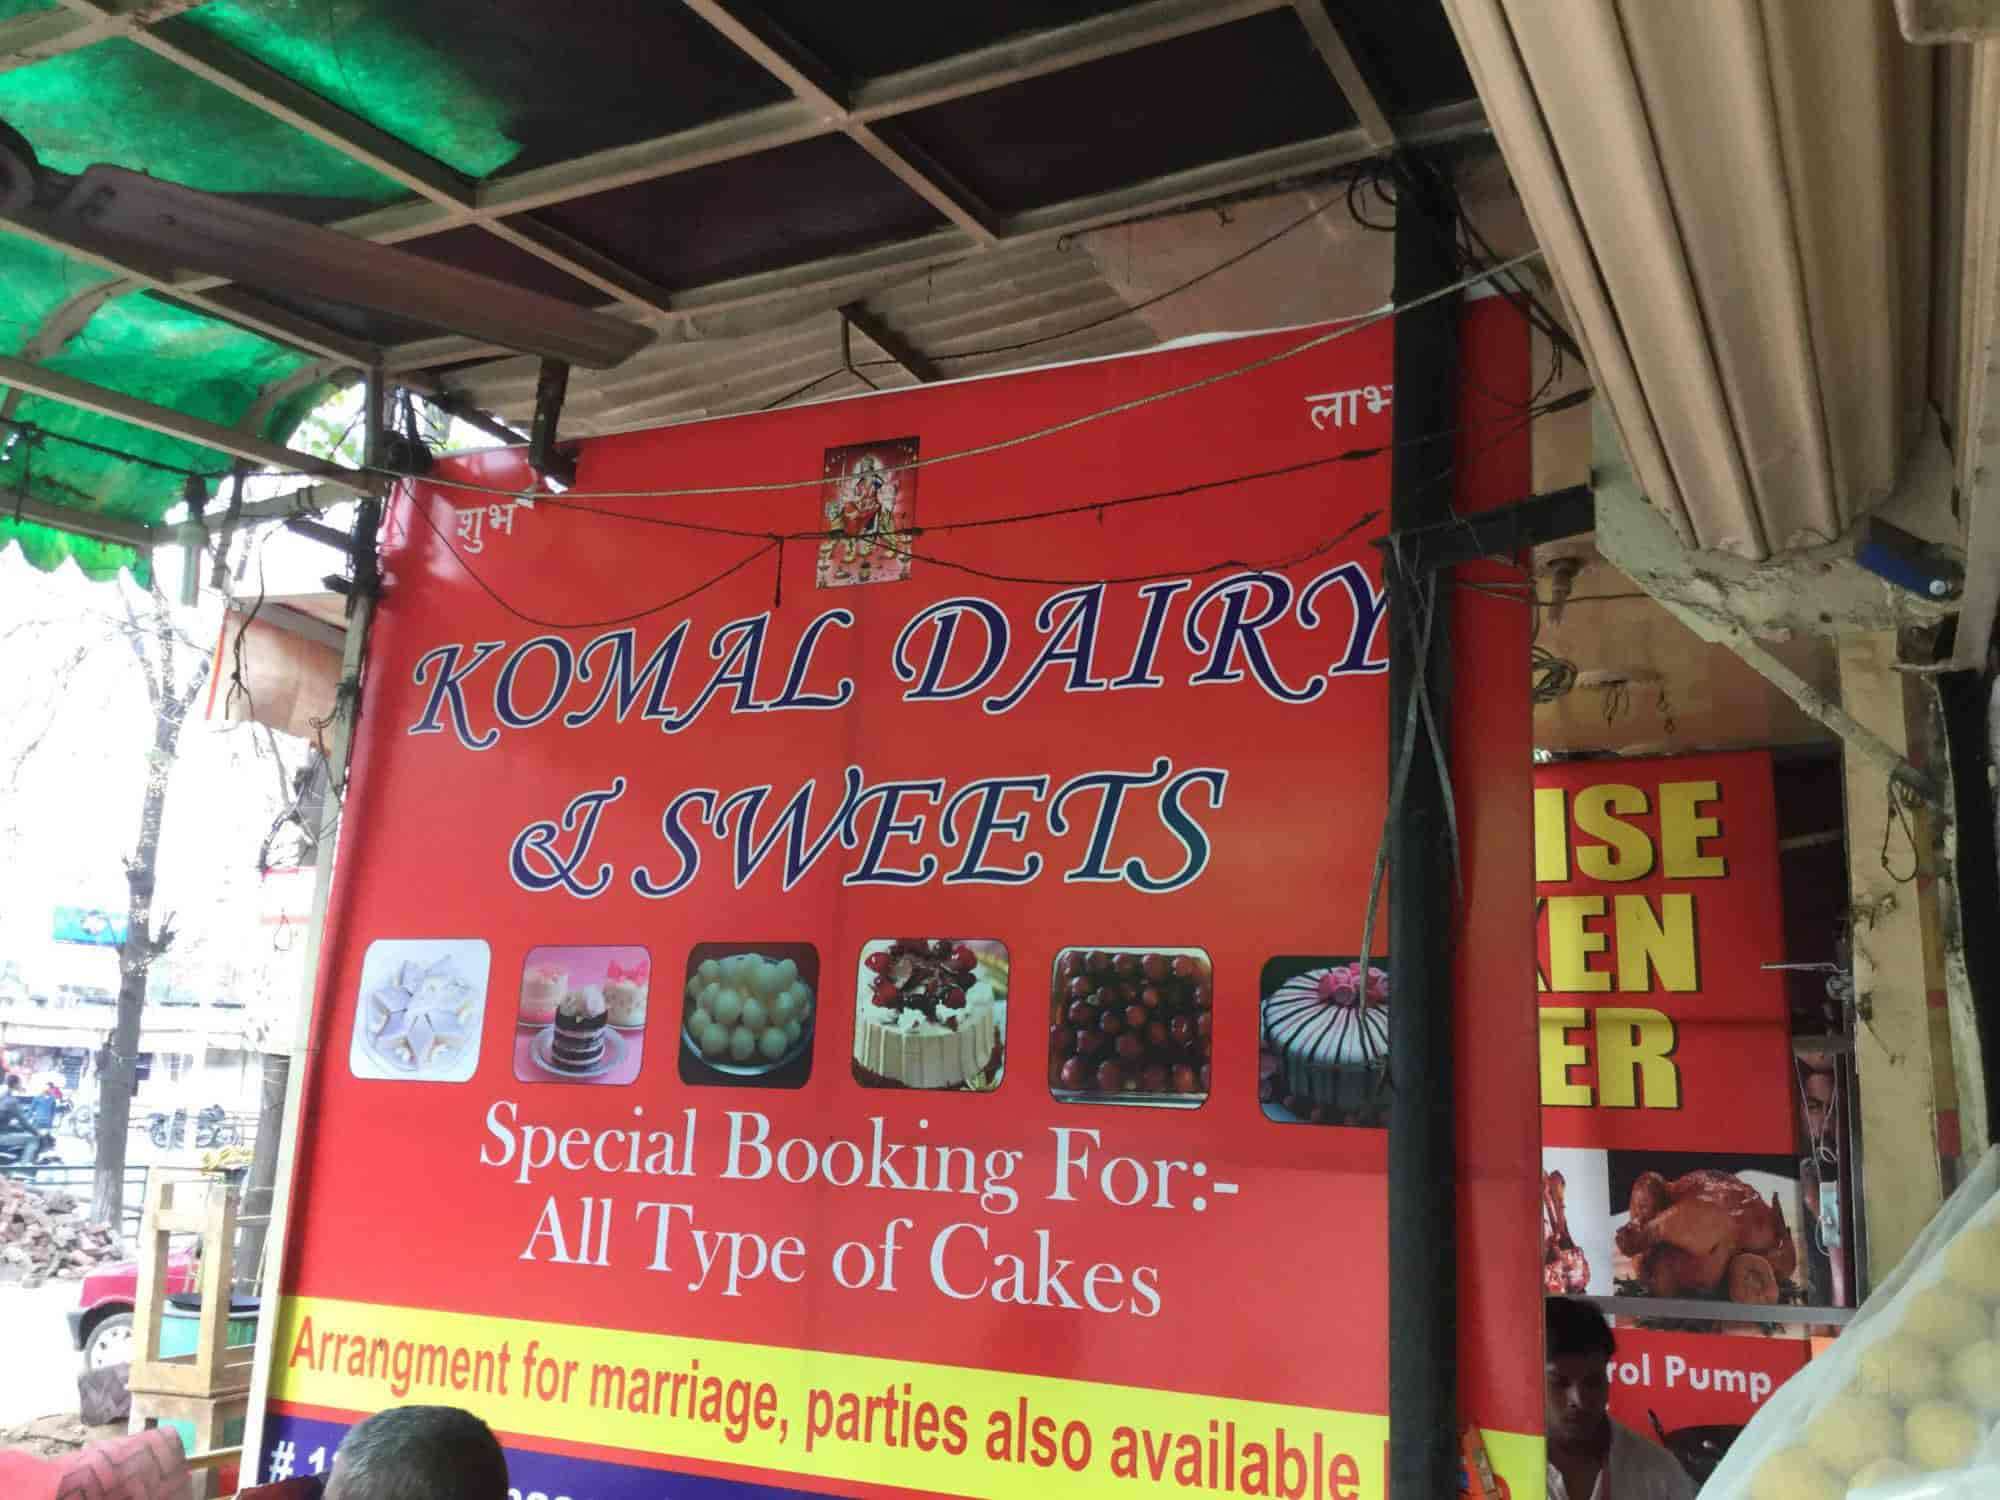 शुभ लाभ
KOMAL DAIRY
& SWEETS
Special Booking For:-
All Type of Cakes
Arrangment for marriage, parties also available
ISE
KEN
ER
rol Pump